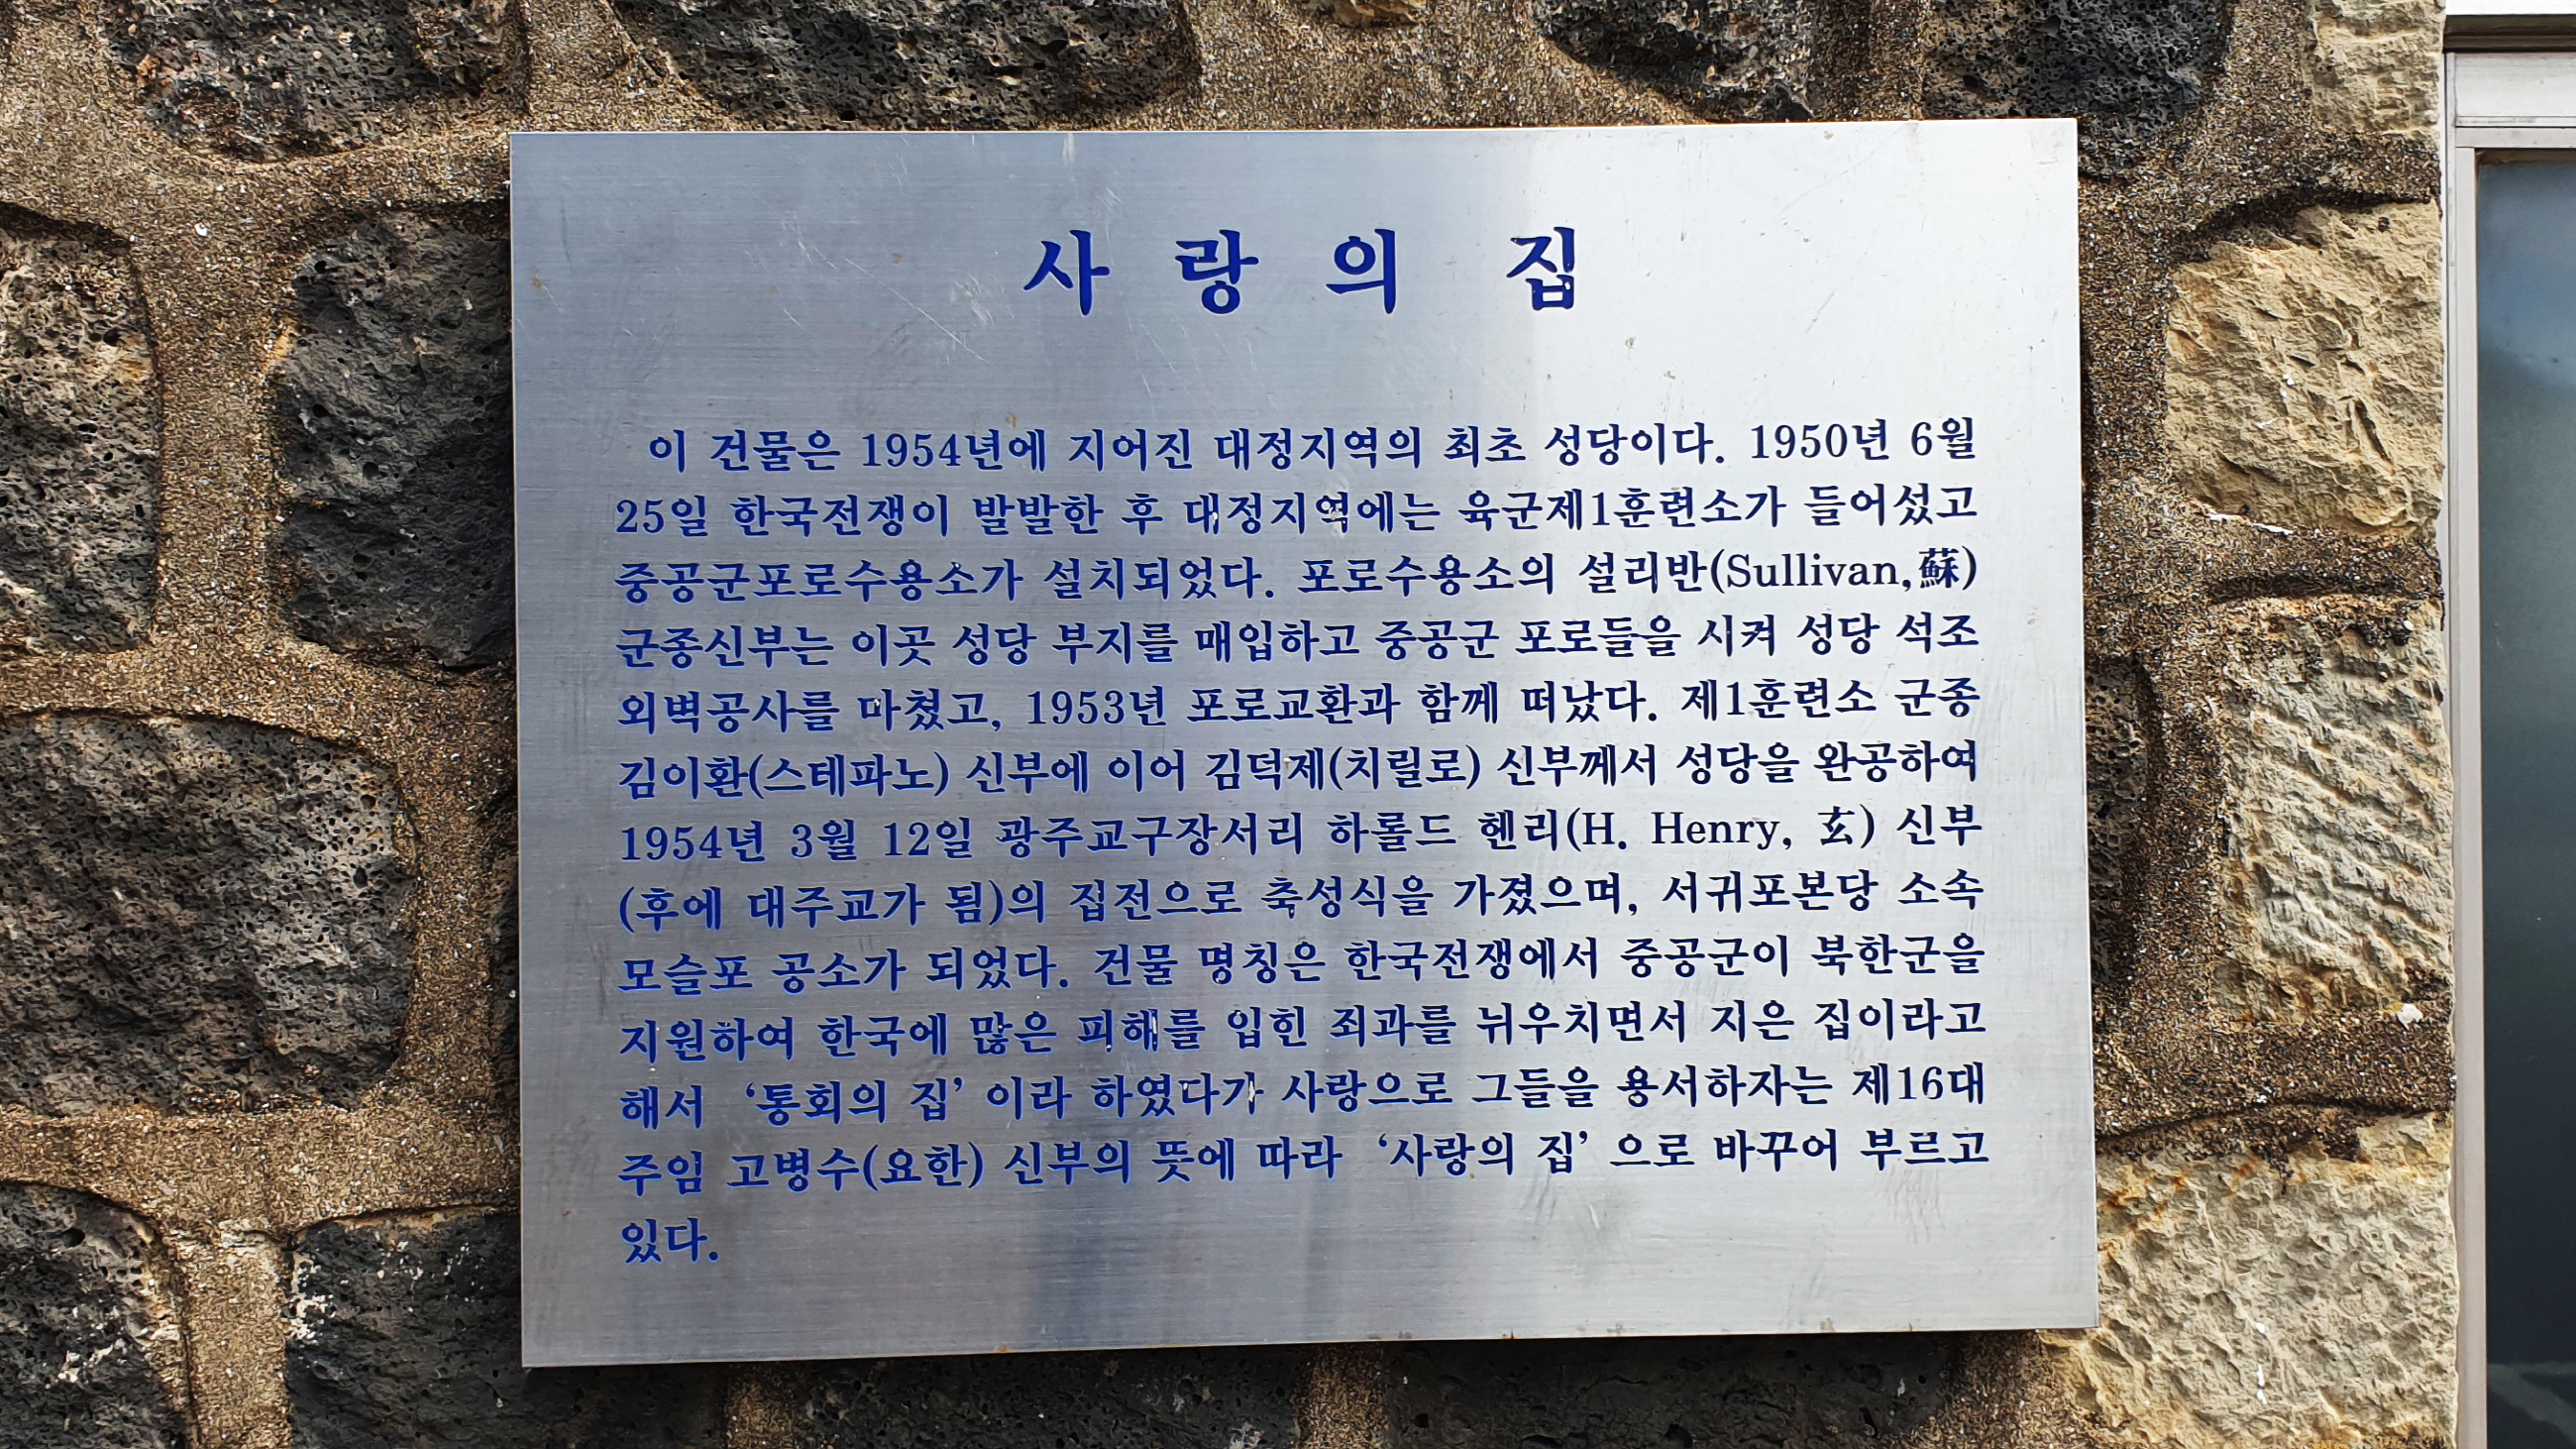 사랑의 집
이 건물은 1954년에 지어진 대정지역의 최초 성당이다. 1950년 6월
25일 한국전쟁이 발발한 후 대정지역에는 육군제1훈련소가 들어섰고
중공군포로수용소가 설치되었다. 포로수용소의 설리반(Sullivan,蘇)
군종신부는 이곳 성당 부지를 매입하고 중공군 포로들을 시켜 성당 석조
외벽공사를 마쳤고, 1953년 포로교환과 함께 떠났다. 제1훈련소 군종
김이환(스테파노) 신부에 이어 김덕제(치릴로) 신부께서 성당을 완공하여
1954년 3월 12일 광주교구장서리 하롤드 헨리(H. Henry, 玄) 신부
(후에 대주교가 됨)의 집전으로 축성식을 가졌으며, 서귀포본당 소속
모슬포 공소가 되었다. 건물 명칭은 한국전쟁에서 중공군이 북한군을
지원하여 한국에 많은 피해를 입힌 죄과를 뉘우치면서 지은 집이라고
해서 ‘통회의 집’ 이라 하였다가 사랑으로 그들을 용서하자는 제16대
주임 고병수(요한) 신부의 뜻에 따라 ‘사랑의 집’ 으로 바꾸어 부르고
있다.